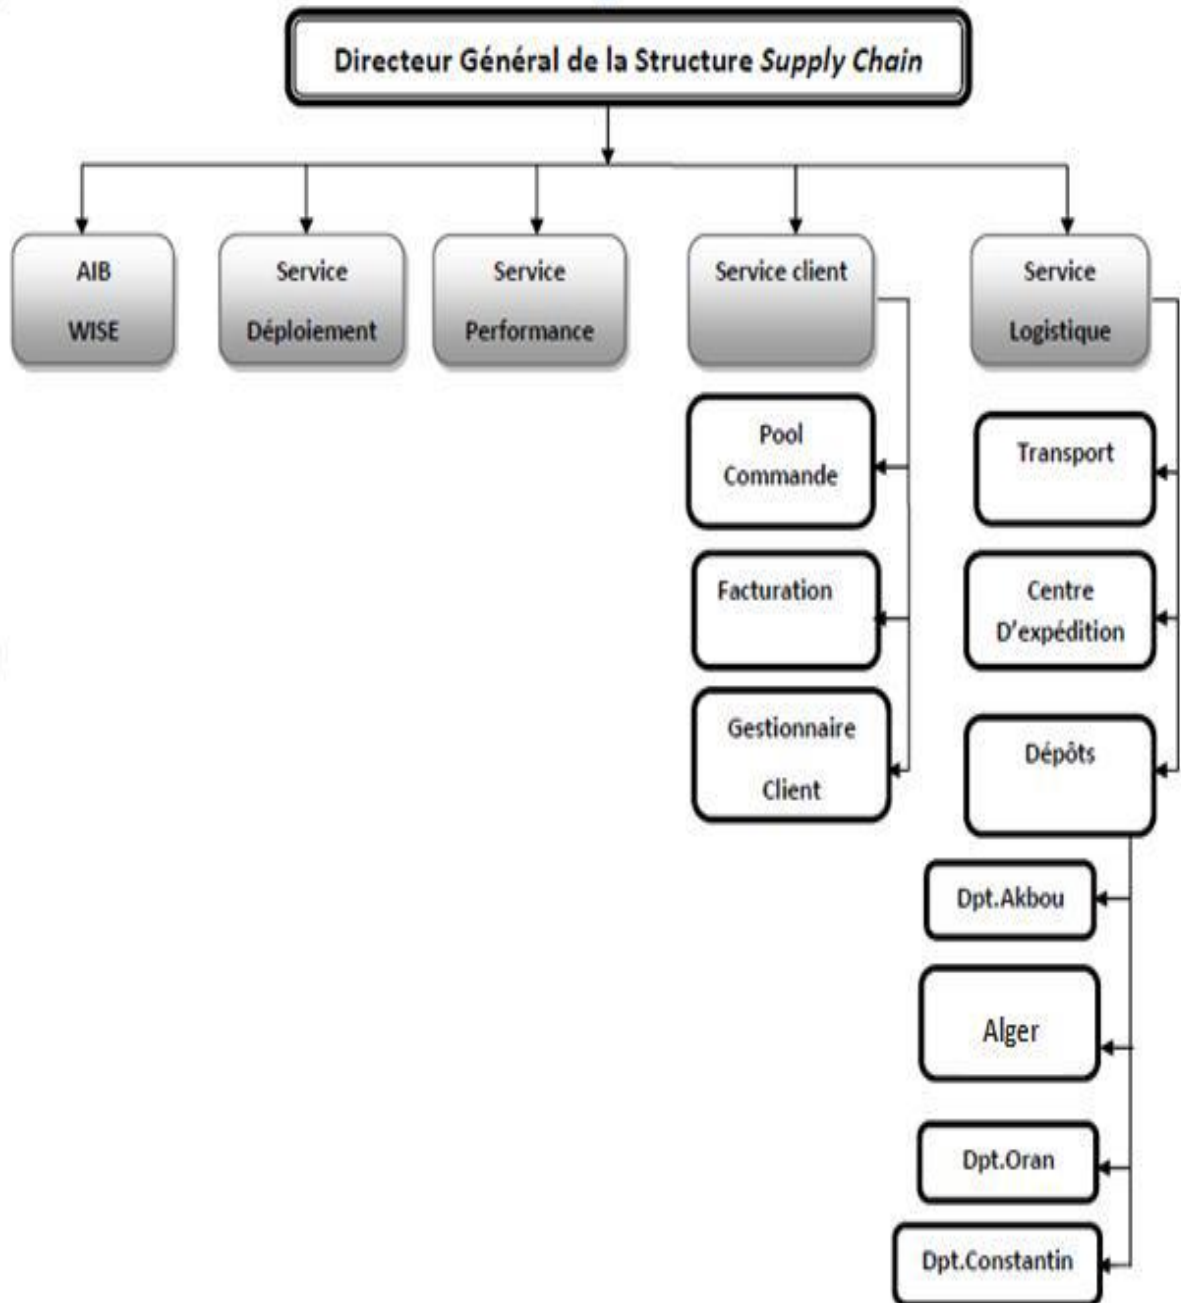 Directeur Général de la Structure Supply Chain
AIB
WISE
Service
Déploiement
Service
Performance
Service client
Service
Logistique
Pool
Commande
Facturation
Gestionnaire
Client
Transport
Centre
D’expédition
Dépôts
Dpt.Akbou
Alger
Dpt.Oran
Dpt.Constantin